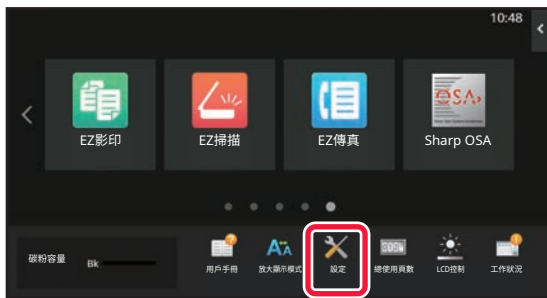 10:48
EZ影印
EZ掃描
EZ傳真
OSA
Sharp OSA
碳粉容量
Bk
用戶手冊
放大顯示模式
設定
總使用頁數
LCD控制
工作狀況